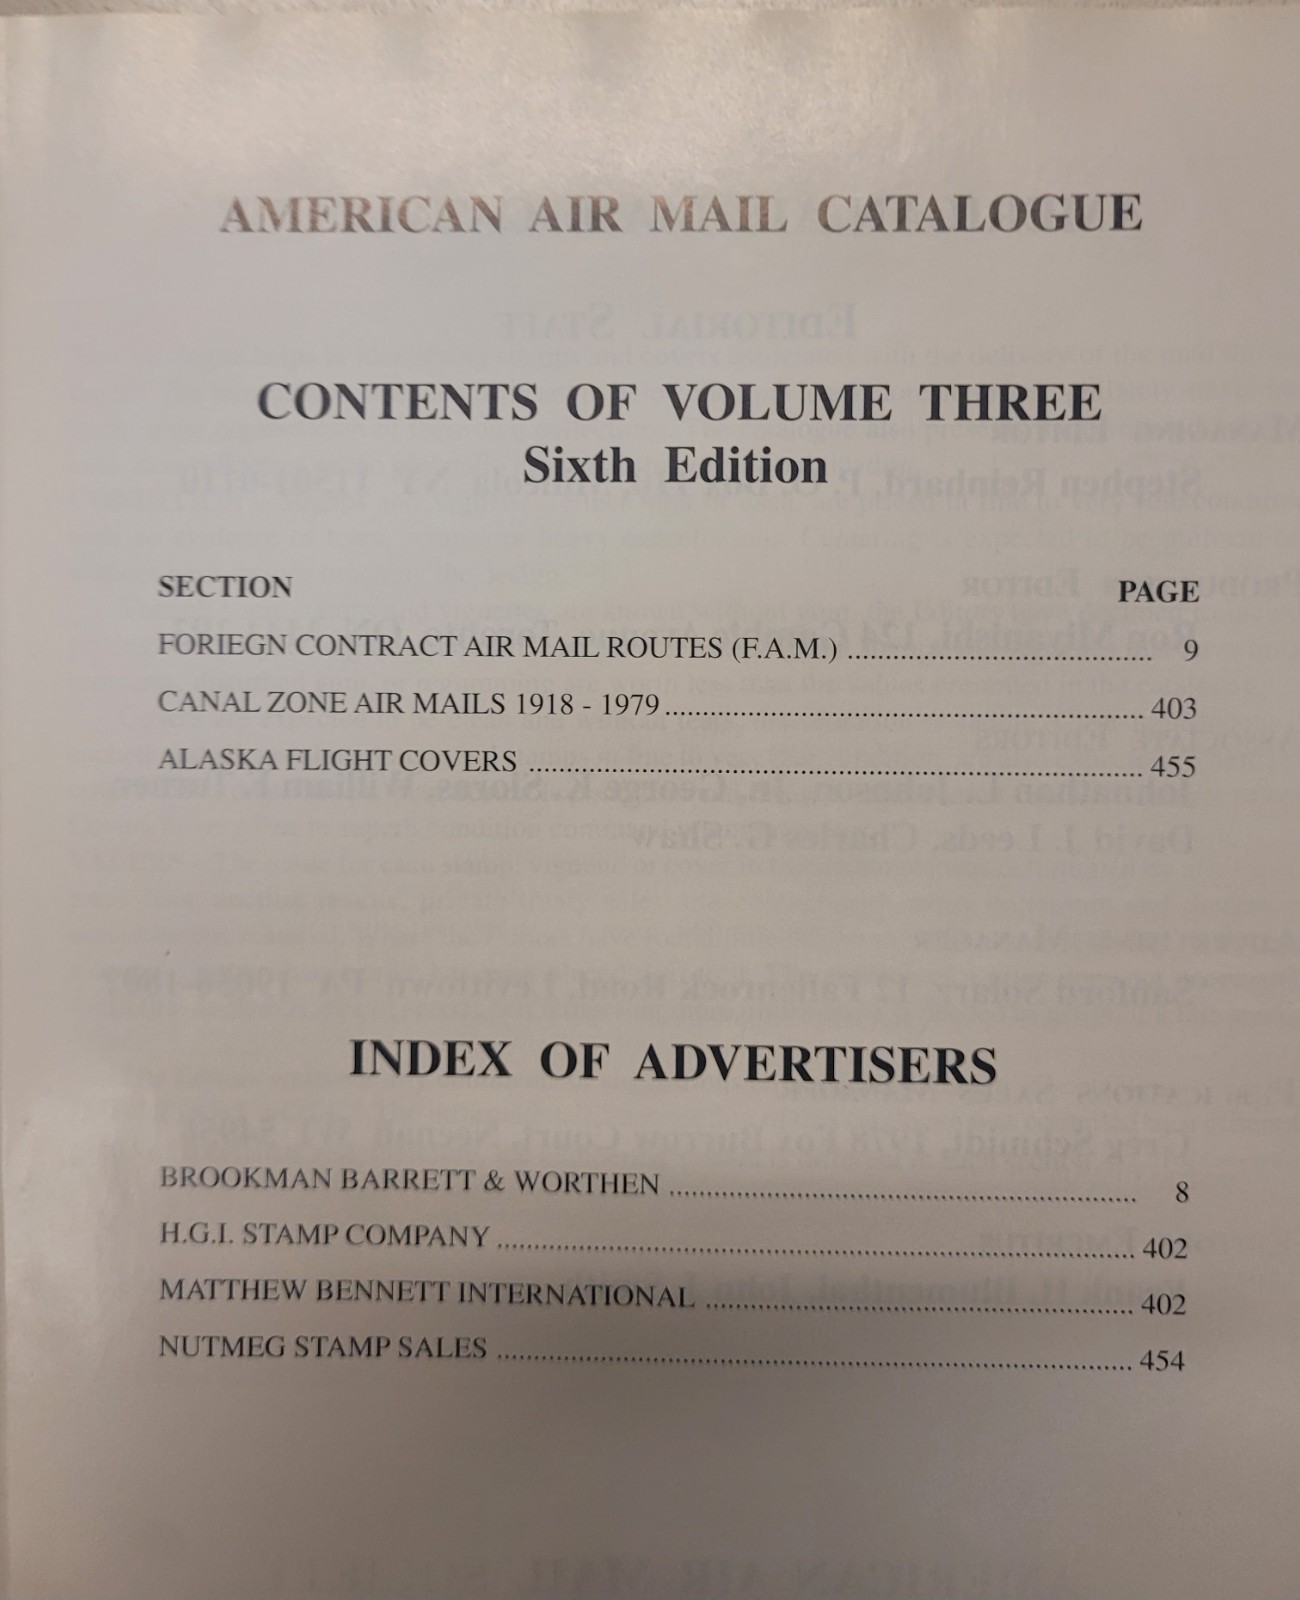 AMERICAN AIR MAIL CATALOGUE
CONTENTS OF VOLUME THREE
Sixth Edition
SECTION PAGE
FORIEGN CONTRACT AIR MAIL ROUTES (F.A.M.) ........................................ 9
CANAL ZONE AIR MAILS 1918 - 1979 ................................................................ 403
ALASKA FLIGHT COVERS .................................................................................. 455
INDEX OF ADVERTISERS
BROOKMAN BARRETT & WORTHEN ............................................................. 8
H.G.I. STAMP COMPANY ..................................................................................... 402
MATTHEW BENNETT INTERNATIONAL ......................................................... 402
NUTMEG STAMP SALES ..................................................................................... 454